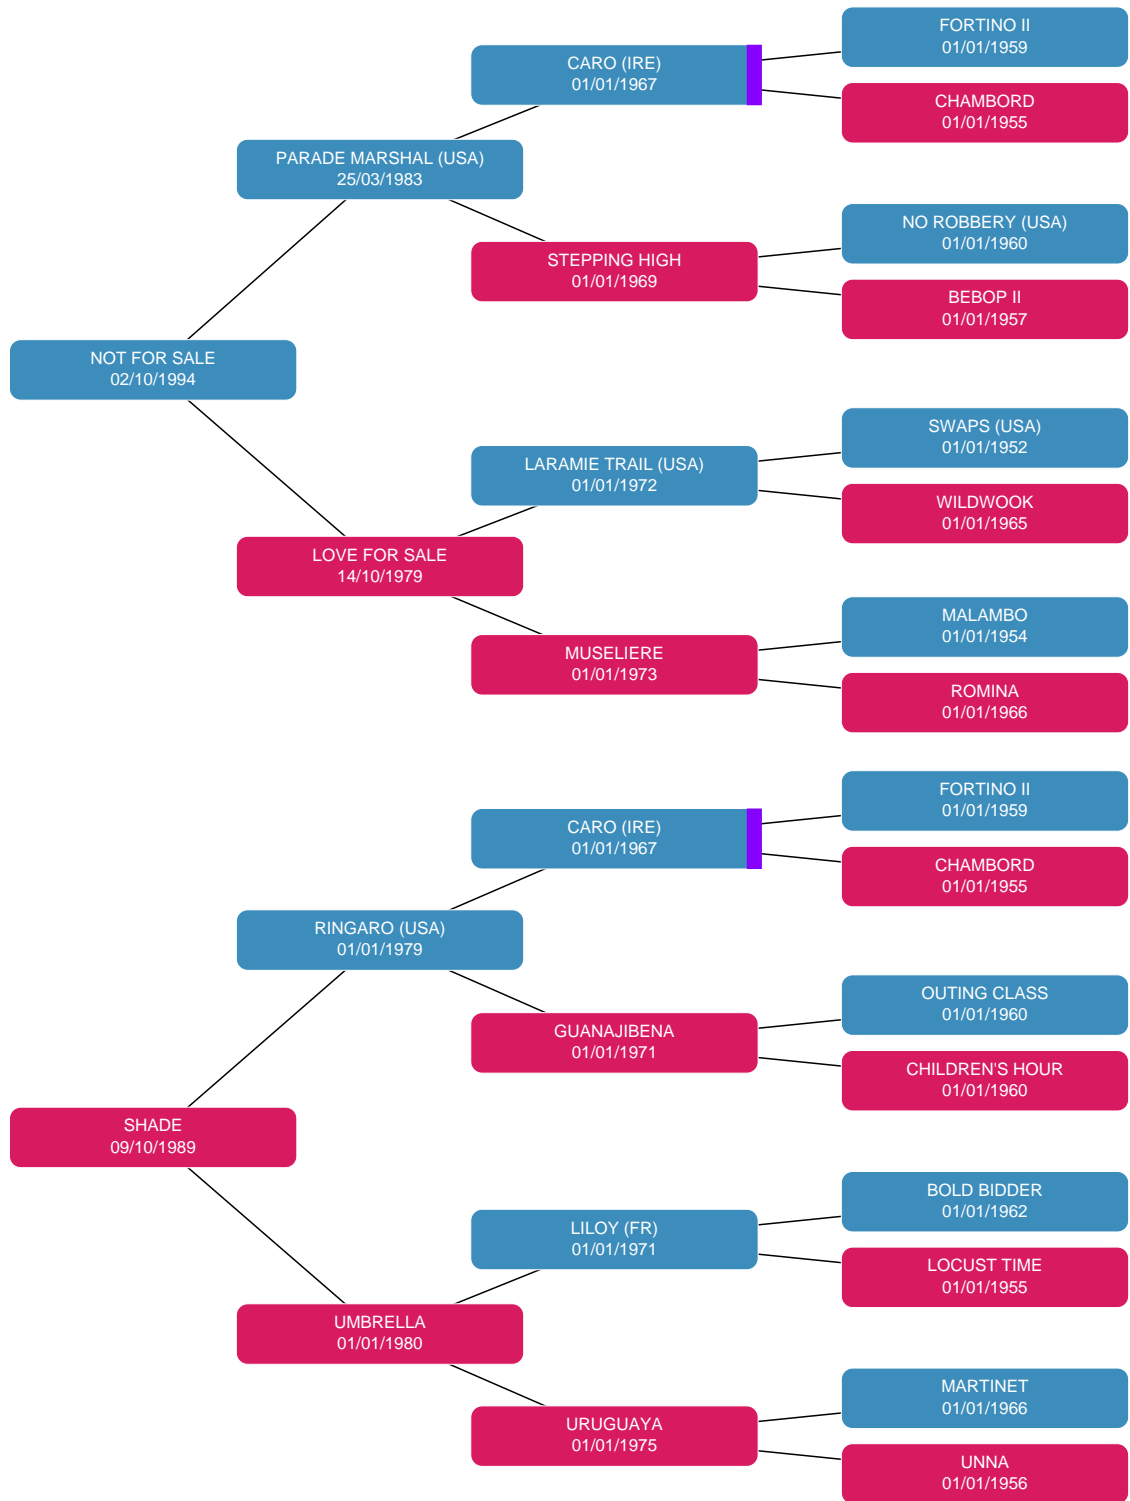 FORTINO II
01/01/1959
CARO (IRE)
01/01/1967
CHAMBORD
01/01/1955
PARADE MARSHAL (USA)
25/03/1983
NO ROBBERY (USA)
01/01/1960
STEPPING HIGH
01/01/1969
BEBOP II
01/01/1957
NOT FOR SALE
02/10/1994
SWAPS (USA)
01/01/1952
LARAMIE TRAIL (USA)
01/01/1972
WILDWOOK
01/01/1965
LOVE FOR SALE
14/10/1979
MALAMBO
01/01/1954
MUSELIERE
01/01/1973
ROMINA
01/01/1966
FORTINO II
01/01/1959
CARO (IRE)
01/01/1967
CHAMBORD
01/01/1955
RINGARO (USA)
01/01/1979
OUTING CLASS
01/01/1960
GUANAJIBENA
01/01/1971
CHILDREN'S HOUR
01/01/1960
SHADE
09/10/1989
BOLD BIDDER
01/01/1962
LILOY (FR)
01/01/1971
LOCUST TIME
01/01/1955
UMBRELLA
01/01/1980
MARTINET
01/01/1966
URUGUAYA
01/01/1975
UNNA
01/01/1956